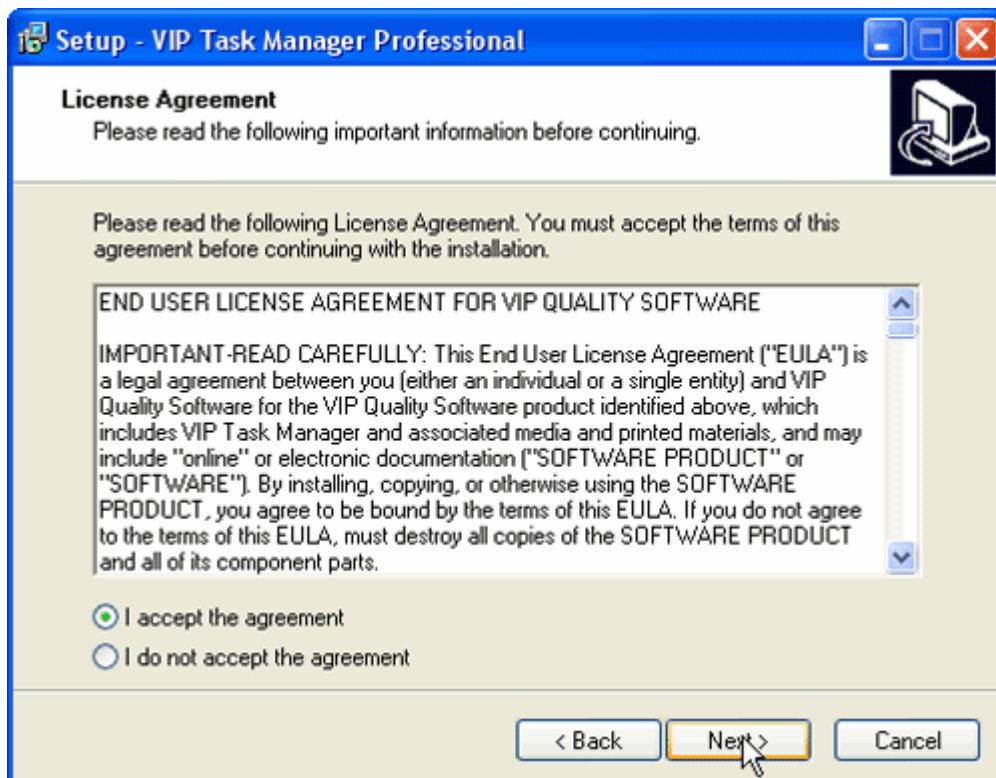 Setup - VIP Task Manager Professional
License Agreement
Please read the following important information before continuing.
Please read the following License Agreement. You must accept the terms of this
agreement before continuing with the installation.
END USER LICENSE AGREEMENT FOR VIP QUALITY SOFTWARE
IMPORTANT-READ CAREFULLY: This End User License Agreement ("EULA") is
a legal agreement between you (either an individual or a single entity) and VIP
Quality Software for the VIP Quality Software product identified above, which
includes VIP Task Manager and associated media and printed materials, and may
include "online" or electronic documentation ("SOFTWARE PRODUCT" or
"SOFTWARE"). By installing, copying, or otherwise using the SOFTWARE
PRODUCT, you agree to be bound by the terms of this EULA. If you do not agree
to the terms of this EULA, must destroy all copies of the SOFTWARE PRODUCT
and all of its component parts.
I accept the agreement
I do not accept the agreement
< Back Next > Cancel